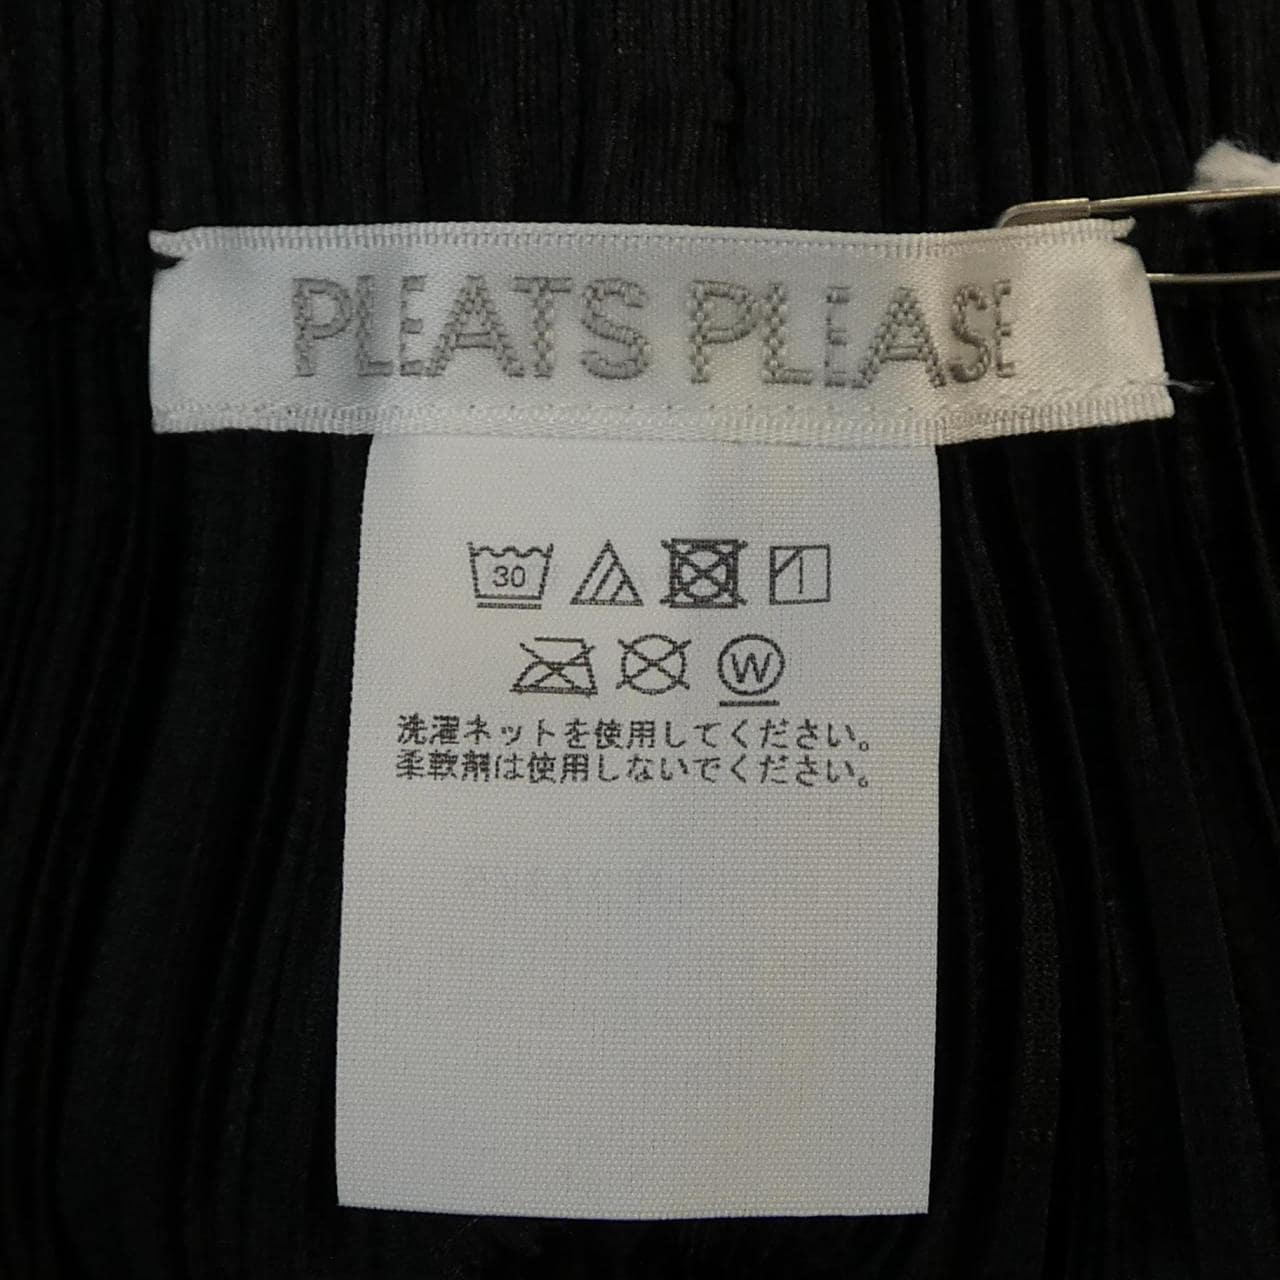 PLEATS PLEASE
30
W
洗濯ネットを使用してください。
柔軟剤は使用しないでください。